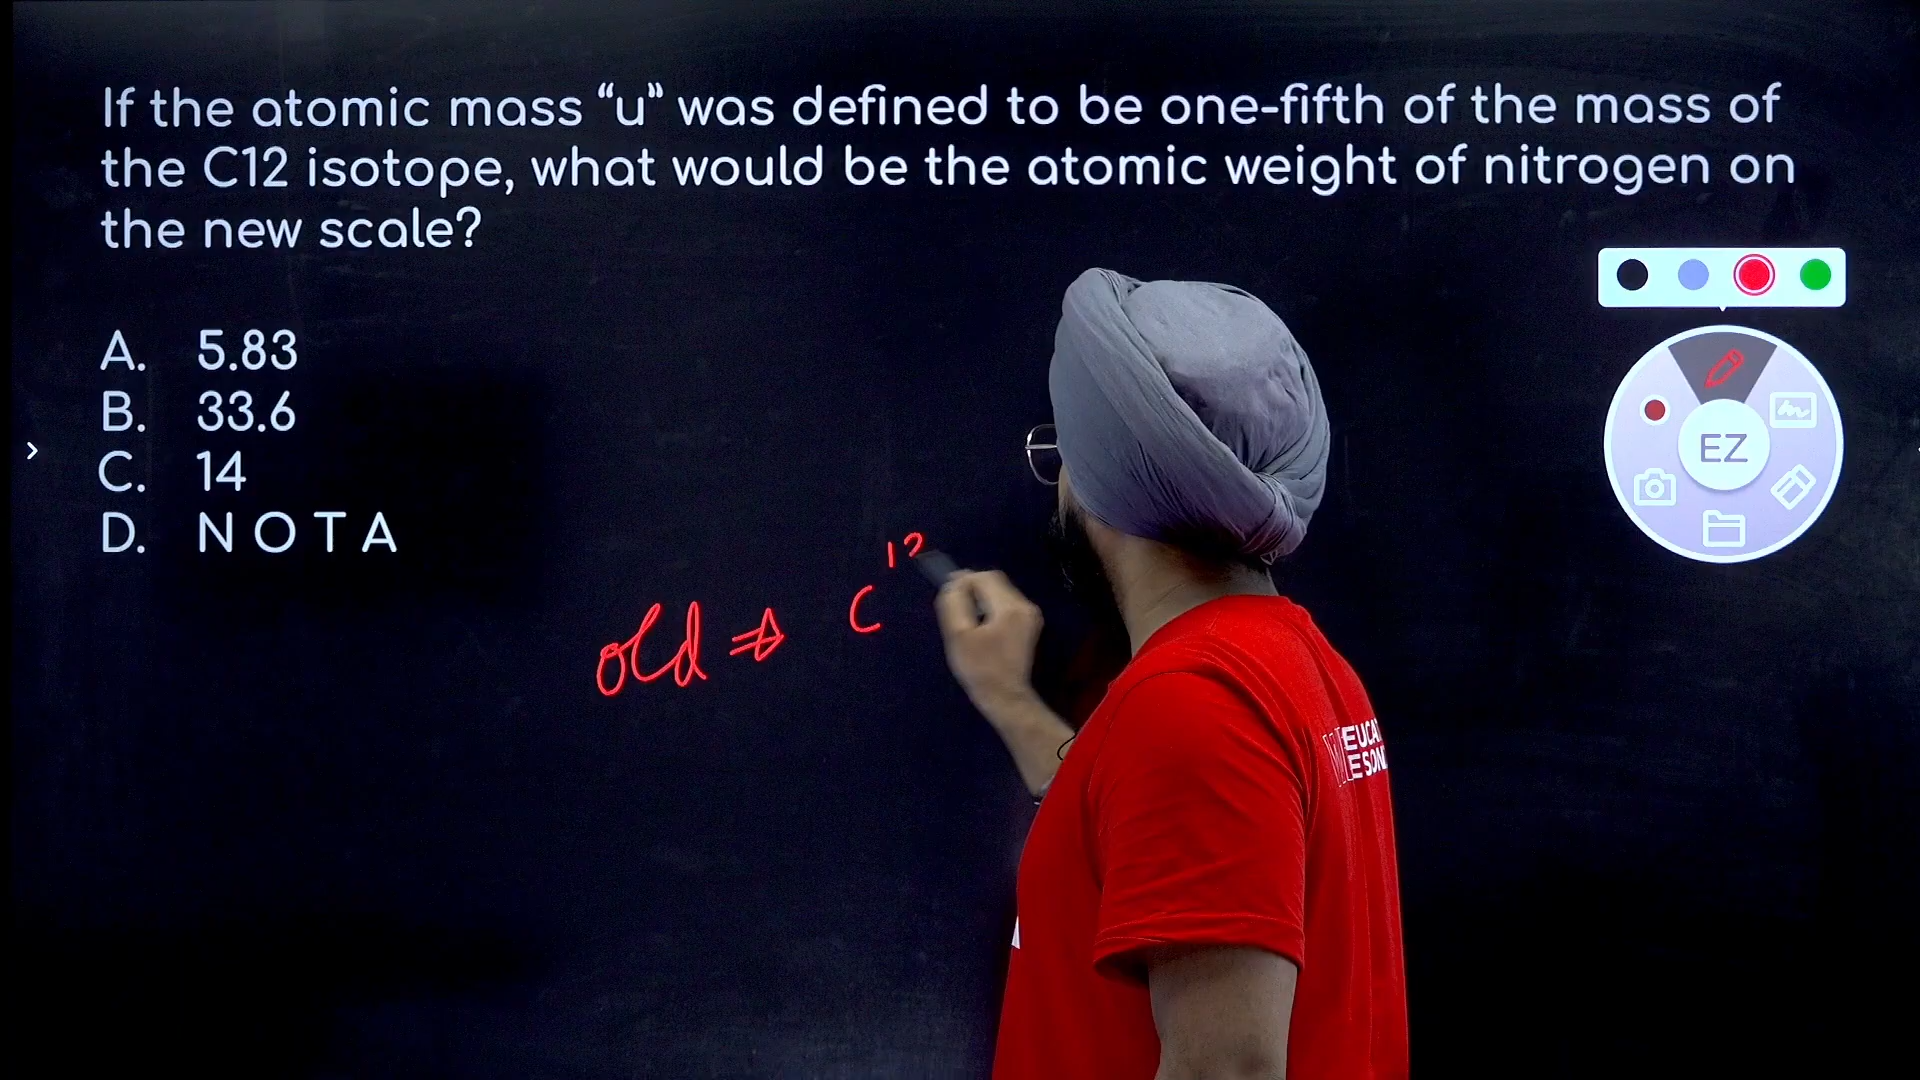 If the atomic mass “u” was defined to be one-fifth of the mass of
the C12 isotope, what would be the atomic weight of nitrogen on
the new scale?
A. 5.83
B. 33.6
C. 14
D. N O T A
EZ
old ⇒ C 12